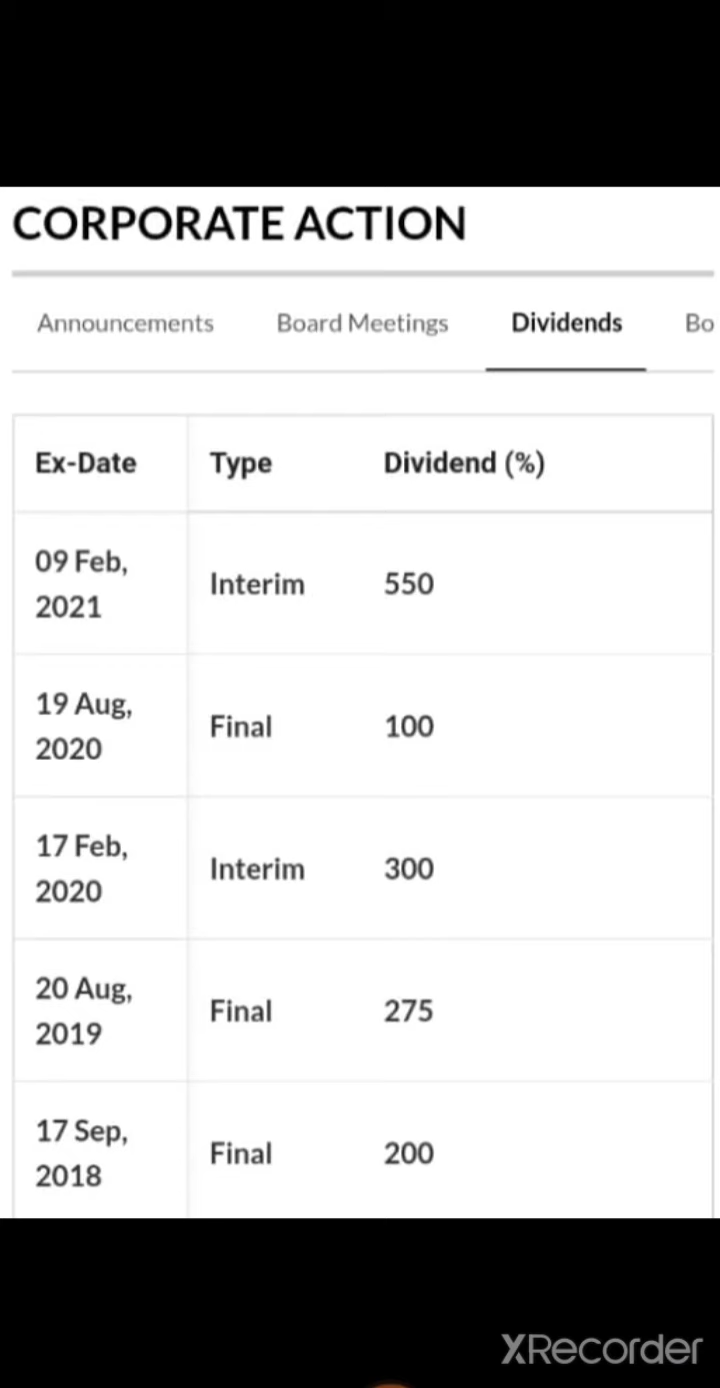 CORPORATE ACTION
Announcements Board Meetings Dividends Bo
Ex-Date Type Dividend (%)
09 Feb,
2021
Interim 550
19 Aug,
2020
Final 100
17 Feb,
2020
Interim 300
20 Aug,
2019
Final 275
17 Sep,
2018
Final 200
XRecorder